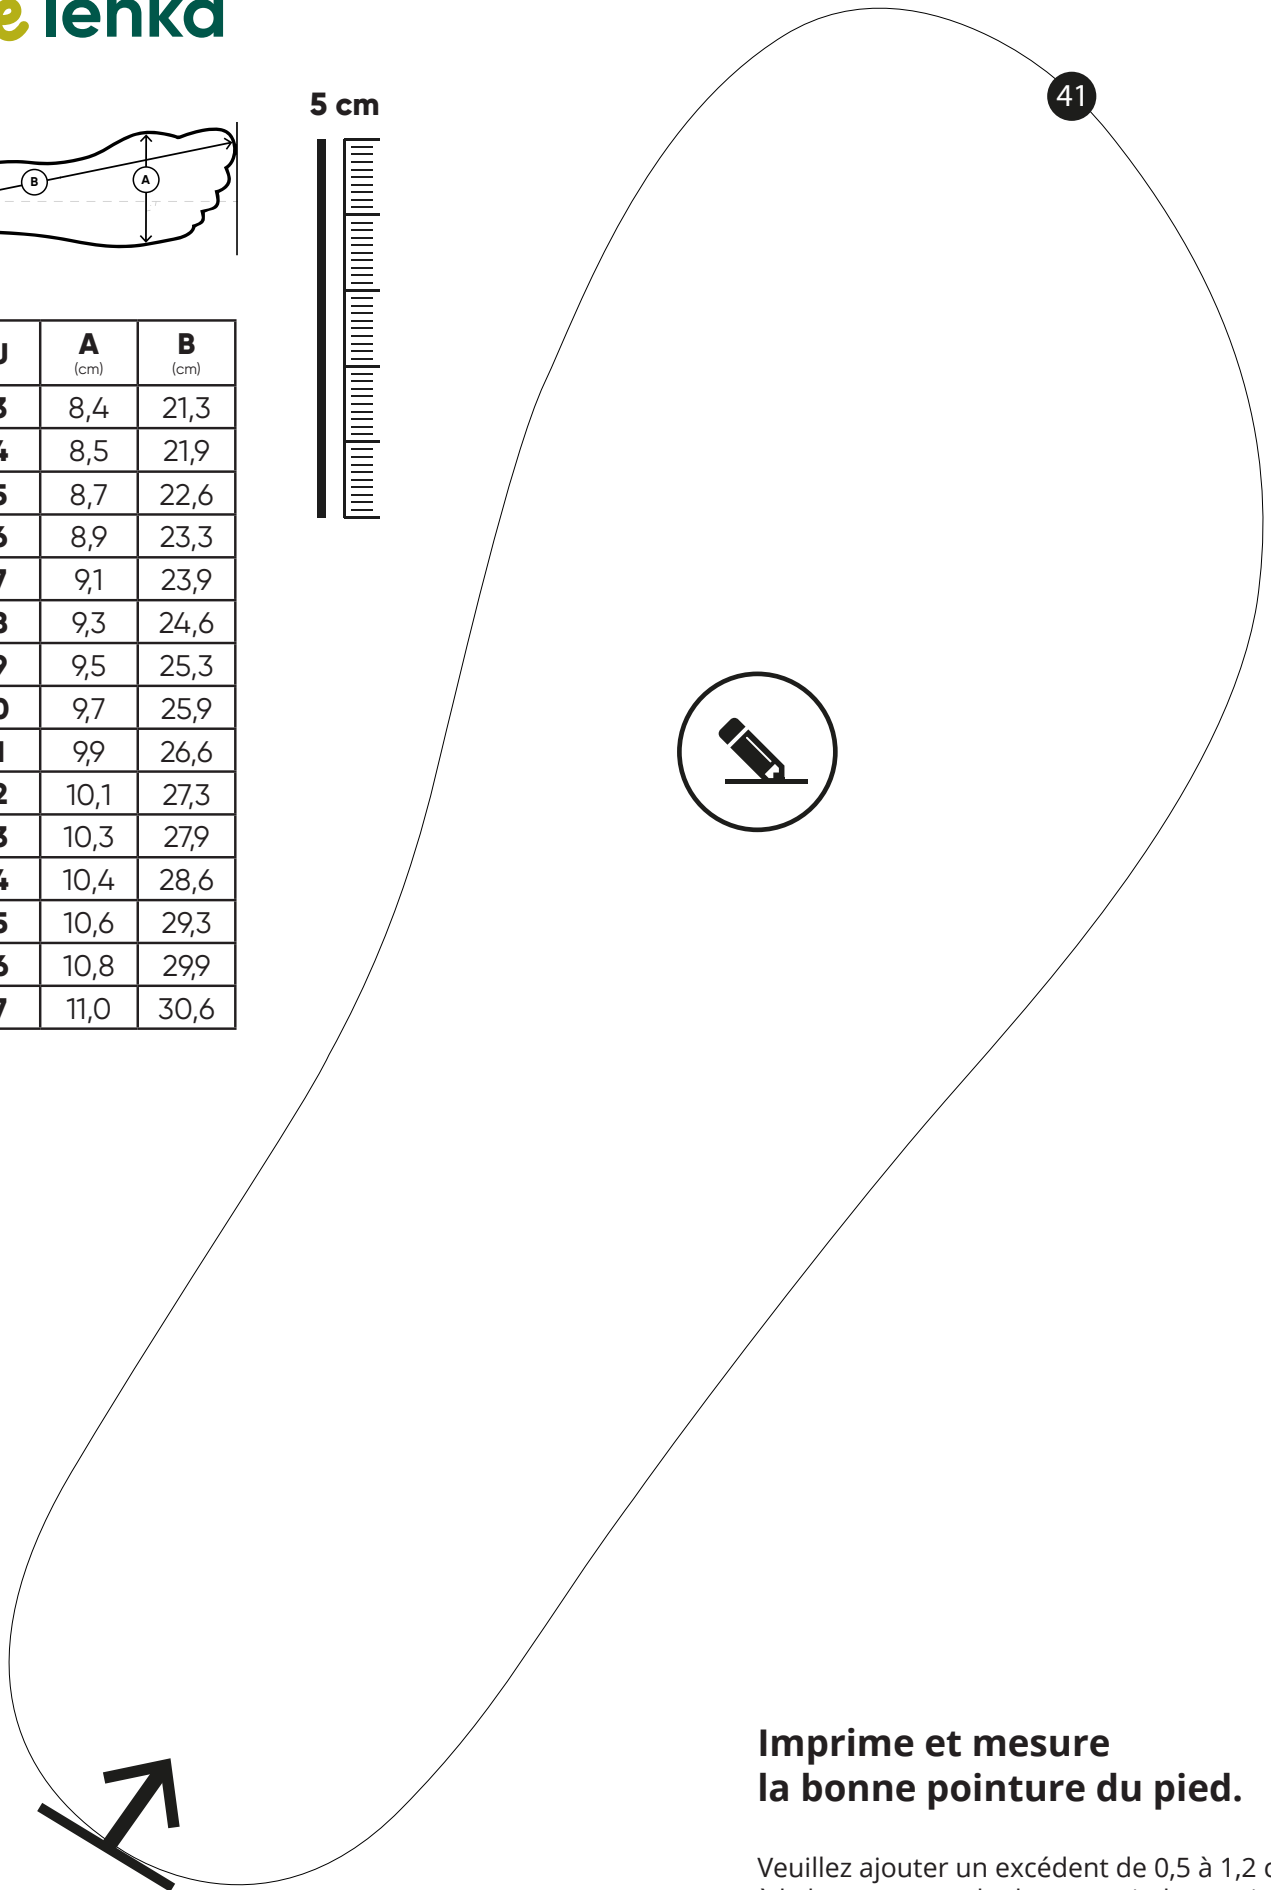 lenka
41
5 cm
B
A
A B
(cm) (cm)
8,4 21,3
8,5 21,9
8,7 22,6
8,9 23,3
9,1 23,9
9,3 24,6
9,5 25,3
9,7 25,9
9,9 26,6
10,1 27,3
10,3 27,9
10,4 28,6
10,6 29,3
10,8 29,9
11,0 30,6
Imprime et mesure
la bonne pointure du pied.
Veuillez ajouter un excédent de 0,5 à 1,2